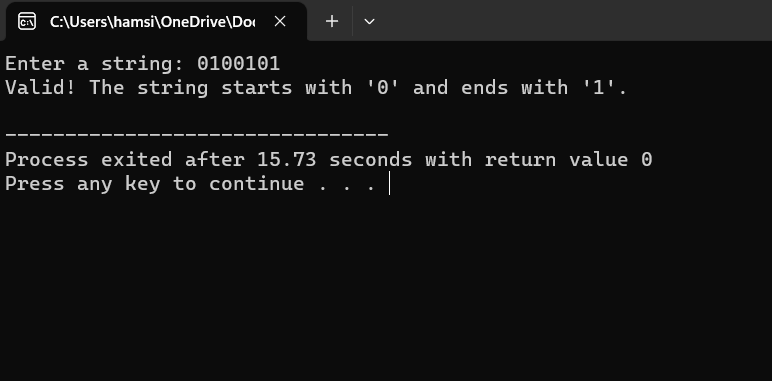 C:\Users\hamsi\OneDrive\Doc
Enter a string: 0100101
Valid! The string starts with '0' and ends with '1'.
--------------------------------
Process exited after 15.73 seconds with return value 0
Press any key to continue . . .